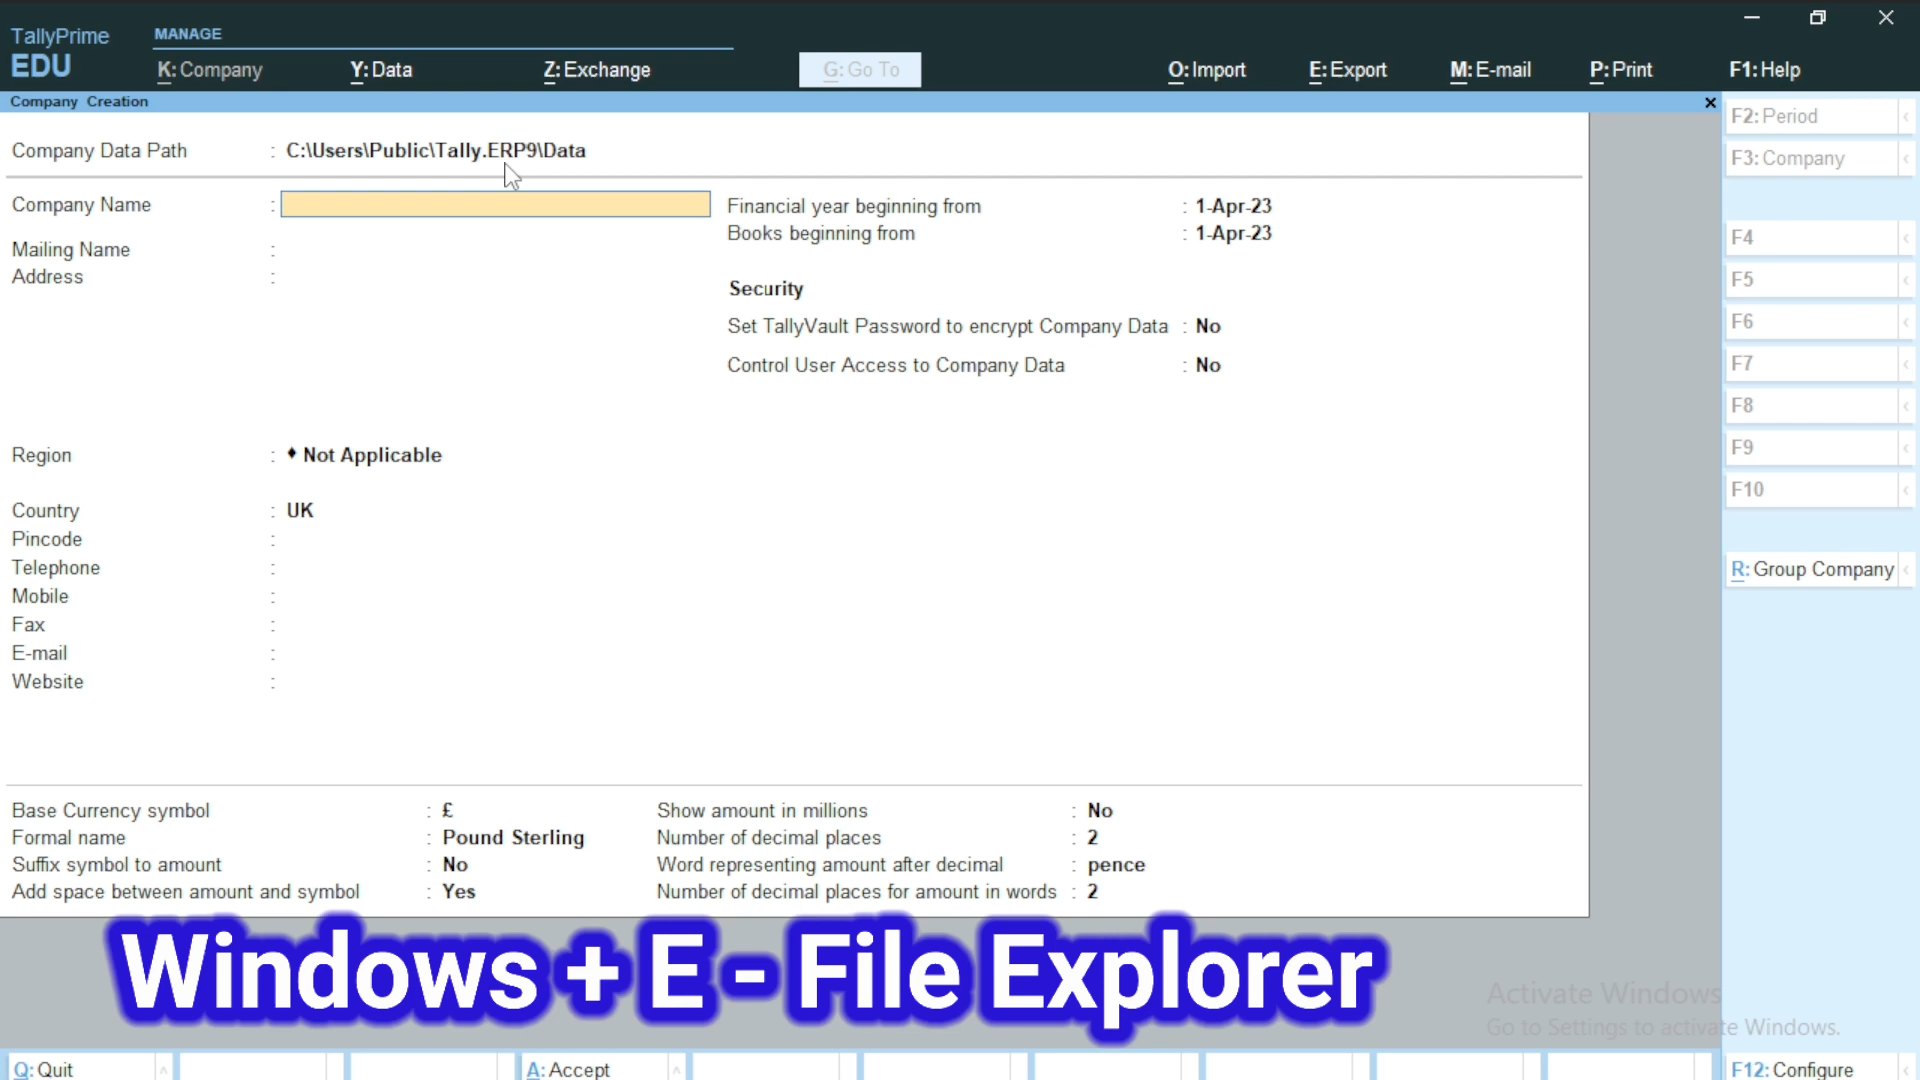 TallyPrime
EDU
MANAGE
K: Company
Y: Data
Z: Exchange
G: Go To
O: Import
E: Export
M: E-mail
P: Print
F1: Help
Company Creation
Company Data Path : C:\Users\Public\Tally.ERP9\Data
Company Name :
Mailing Name :
Address :
Financial year beginning from : 1-Apr-23
Books beginning from : 1-Apr-23
Security
Set TallyVault Password to encrypt Company Data : No
Control User Access to Company Data : No
Region : ♦ Not Applicable
Country : UK
Pincode :
Telephone :
Mobile :
Fax :
E-mail :
Website :
Base Currency symbol : £
Formal name : Pound Sterling
Suffix symbol to amount : No
Add space between amount and symbol : Yes
Show amount in millions : No
Number of decimal places : 2
Word representing amount after decimal : pence
Number of decimal places for amount in words : 2
F2: Period
F3: Company
F4
F5
F6
F7
F8
F9
F10
R: Group Company
Windows + E - File Explorer
Activate Windows
Go to Settings to activate Windows.
Q: Quit
A: Accept
F12: Configure